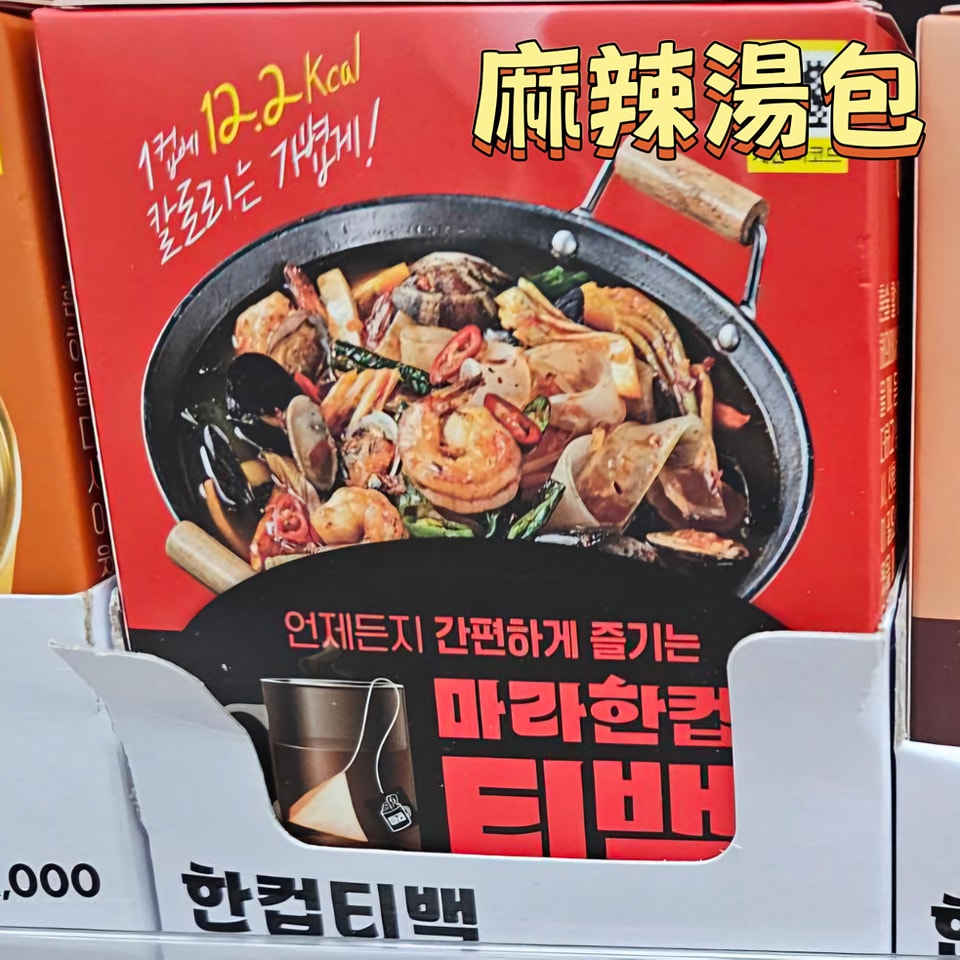 麻辣湯包
1컵에 12.2 Kcal
칼로리는 가볍게!
언제든지 간편하게 즐기는
마라한컵
티백
한컵티백
,000